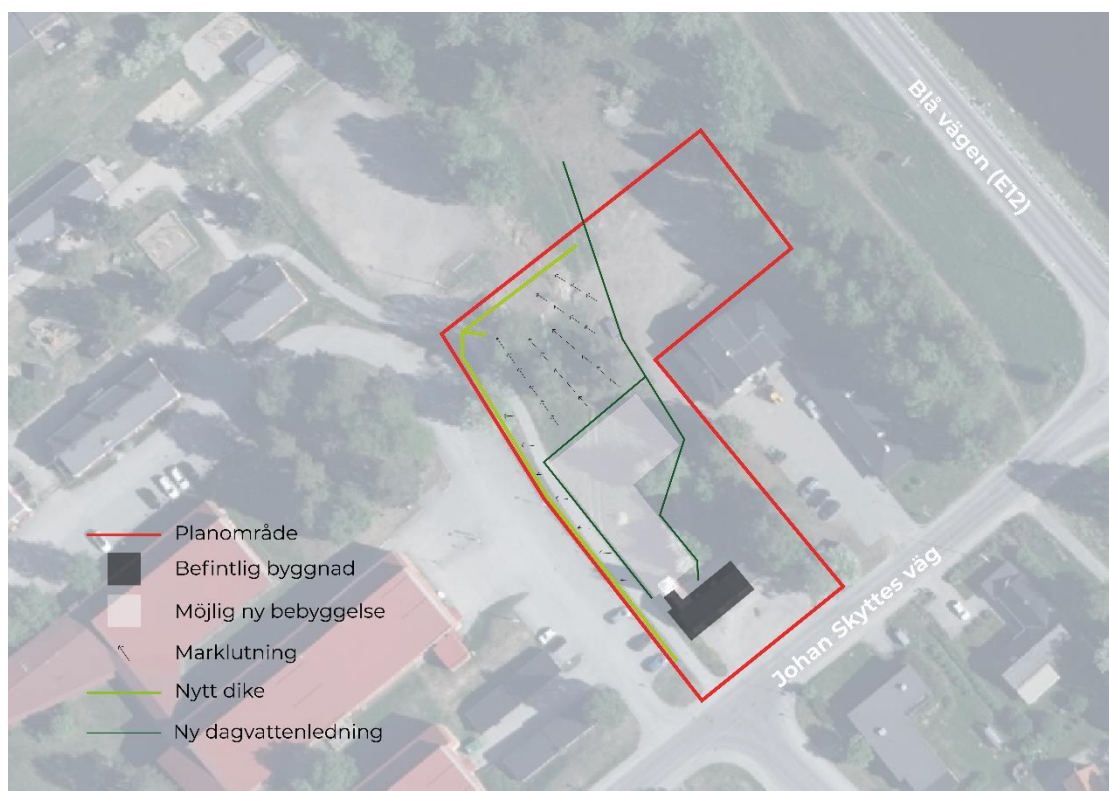 Blå vägen (E12)
Planområde
Befintlig byggnad
Möjlig ny bebyggelse
Marklutning
Nytt dike
Ny dagvattenledning
Johan Skyttes väg